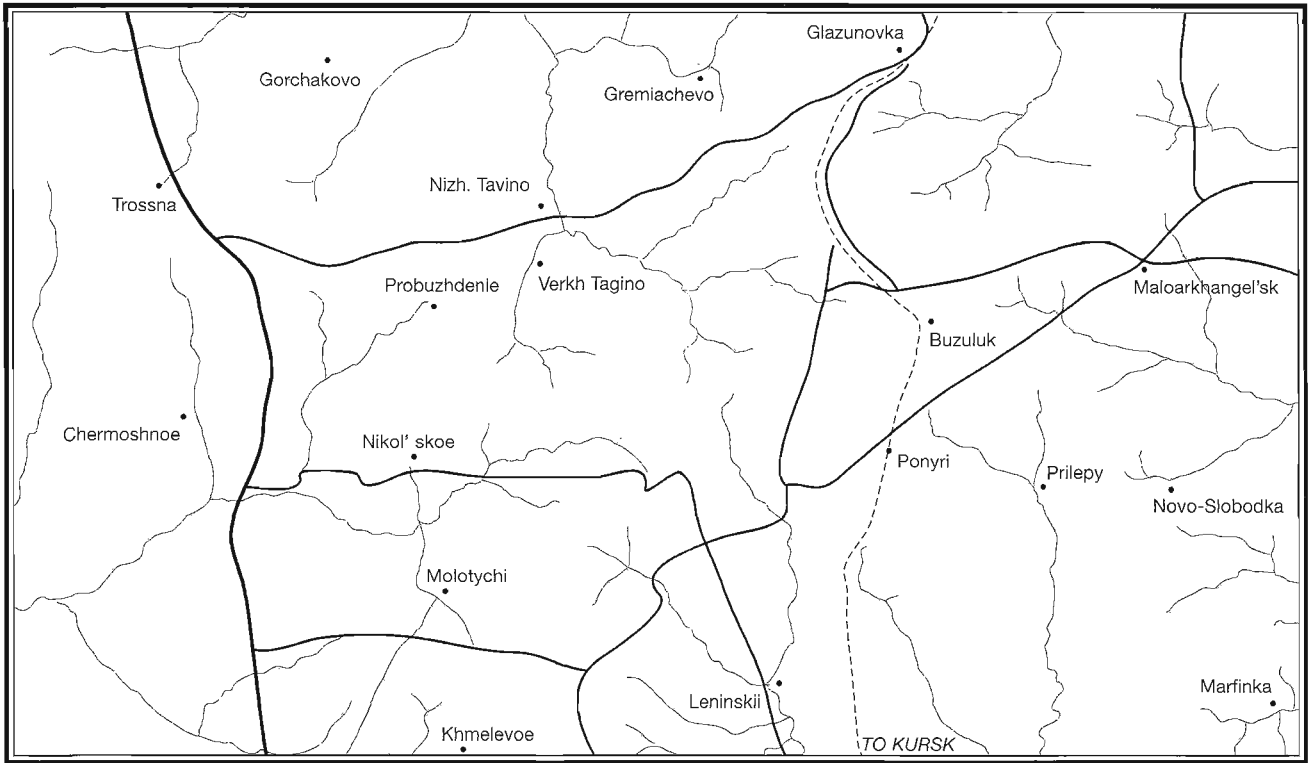 Glazunovka
Gorchakovo
Gremiachevo
Nizh. Tavino
Trossna
Probuzhdenie
Verkh Tagino
Maloarkhangel'sk
Buzuluk
Chermoshnoe
Nikol' skoe
Ponyri
Prilepy
Novo-Slobodka
Molotychi
Leninskii
Marfinka
Khmelevoe
TO KURSK